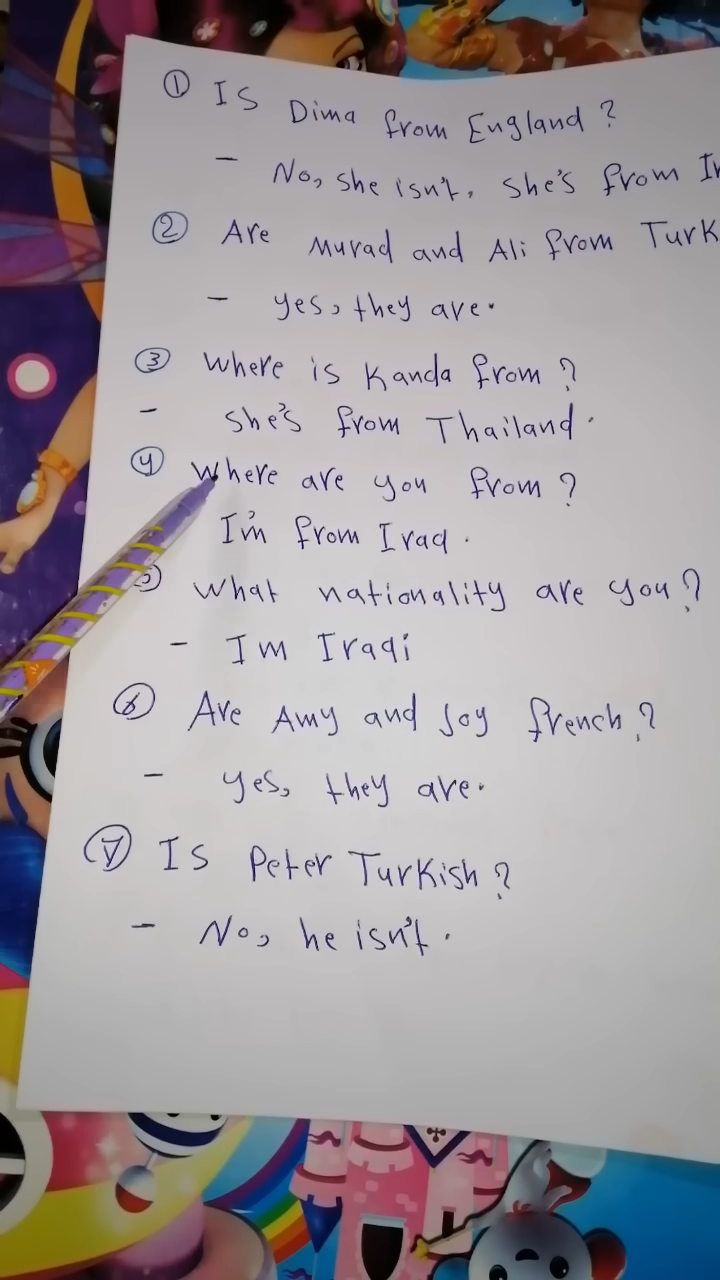 ① Is Dima from England?
- No, she isn't. She's from
② Are Murad and Ali from
- yes, they are.
③ Where is Kanda from?
- She's from Thailand.
④ Where are you from?
I'm from Iraq.
What nationality are you?
- Im Iraqi
⑥ Are Amy and Joy french?
- yes, they are.
⑦ Is Peter Turkish?
- No, he isn't.